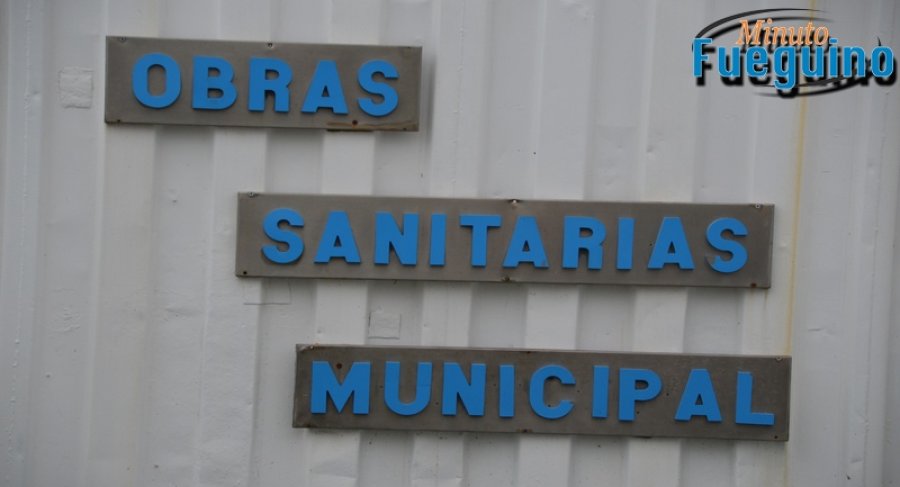 Minuto
Fueguino
OBRAS
SANITARIAS
MUNICIPAL